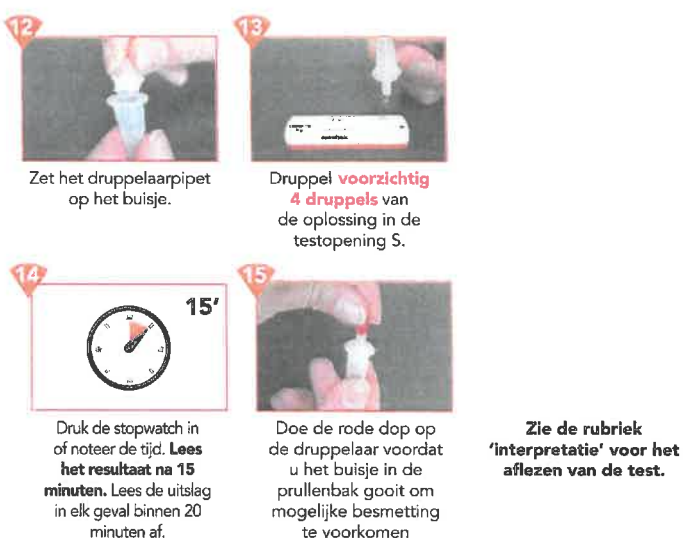 12
Zet het druppelaarpipet
op het buisje.
13
Druppel voorzichtig
4 druppels van
de oplossing in de
testopening S.
14
15’
Druk de stopwatch in
of noteer de tijd. Lees
het resultaat na 15
minuten. Lees de uitslag
in elk geval binnen 20
minuten af.
15
Doe de rode dop op
de druppelaar voordat
u het buisje in de
prullenbak gooit om
mogelijke besmetting
te voorkomen
Zie de rubriek
‘interpretatie’ voor het
aflezen van de test.